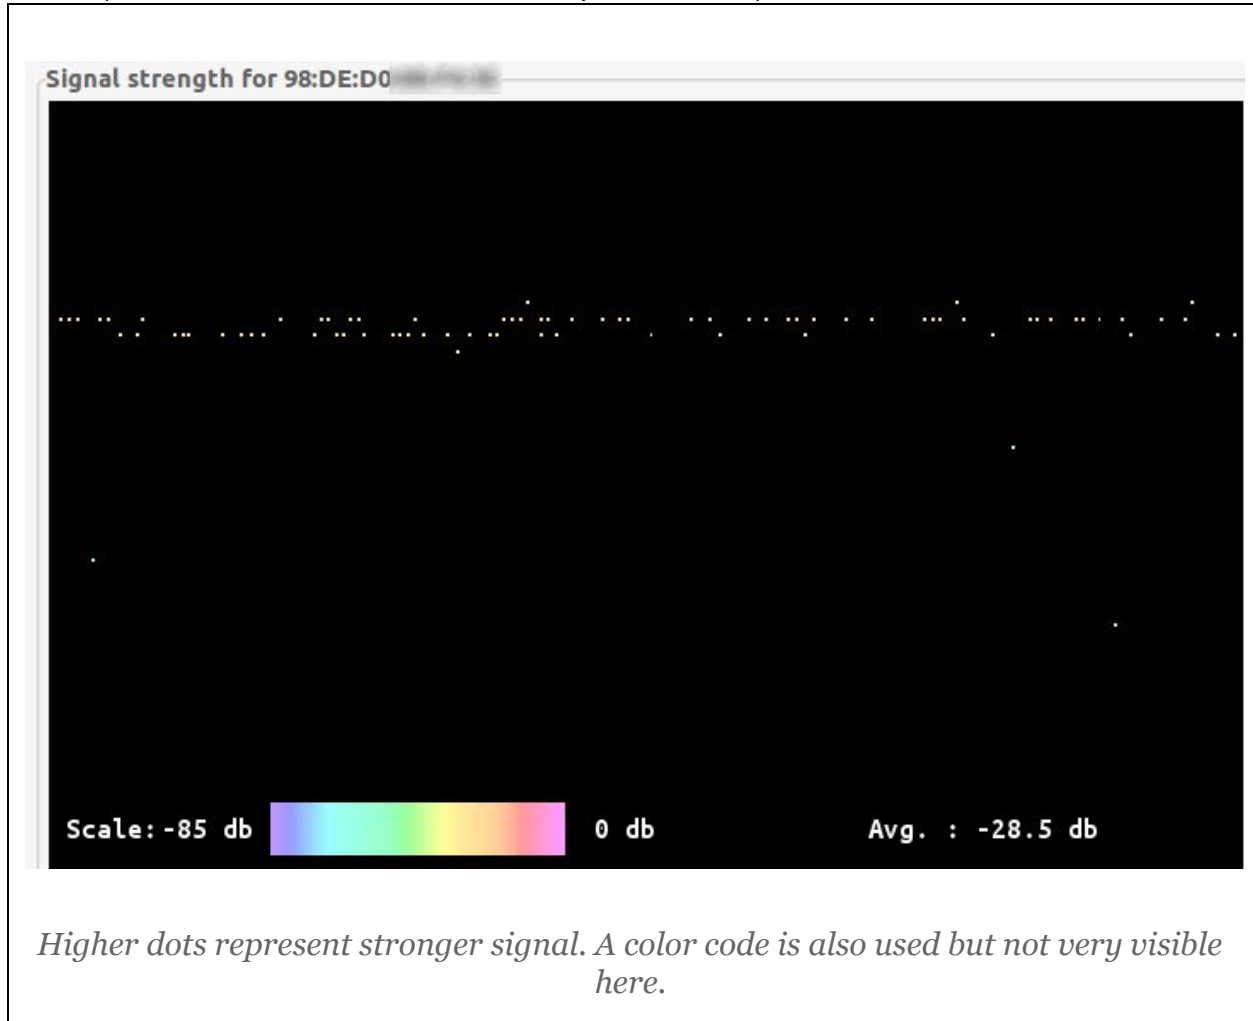 Signal strength for 98:DE:D0
Scale: -85 db 0 db Avg. : -28.5 db
Higher dots represent stronger signal. A color code is also used but not very visible
here.